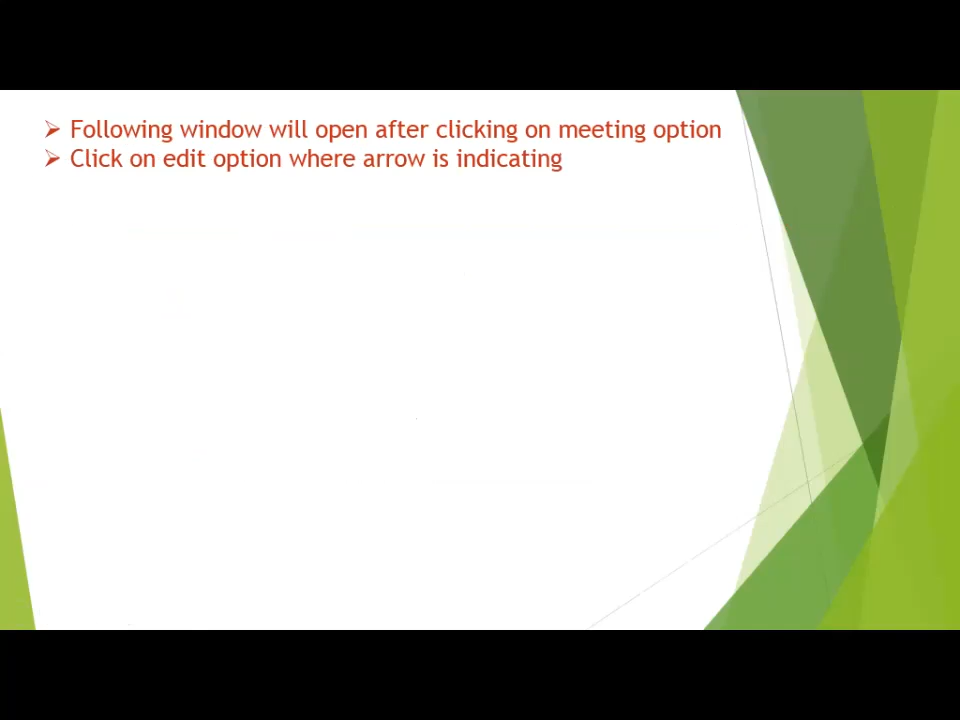 ➢ Following window will open after clicking on meeting option
➢ Click on edit option where arrow is indicating